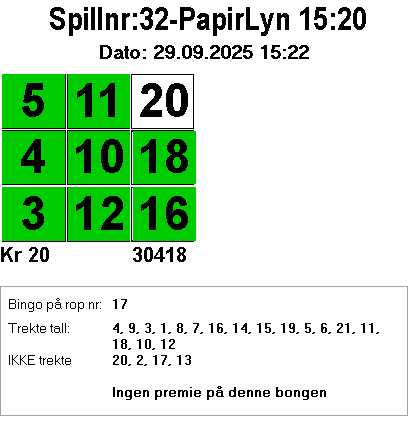 Spillnr:32-PapirLyn 15:20
Dato: 29.09.2025 15:22
5 11 20
4 10 18
3 12 16
Kr 20 30418
Bingo på rop nr: 17
Trekte tall: 4, 9, 3, 1, 8, 7, 16, 14, 15, 19, 5, 6, 21, 11,
18, 10, 12
IKKE trekte 20, 2, 17, 13
Ingen premie på denne bongen